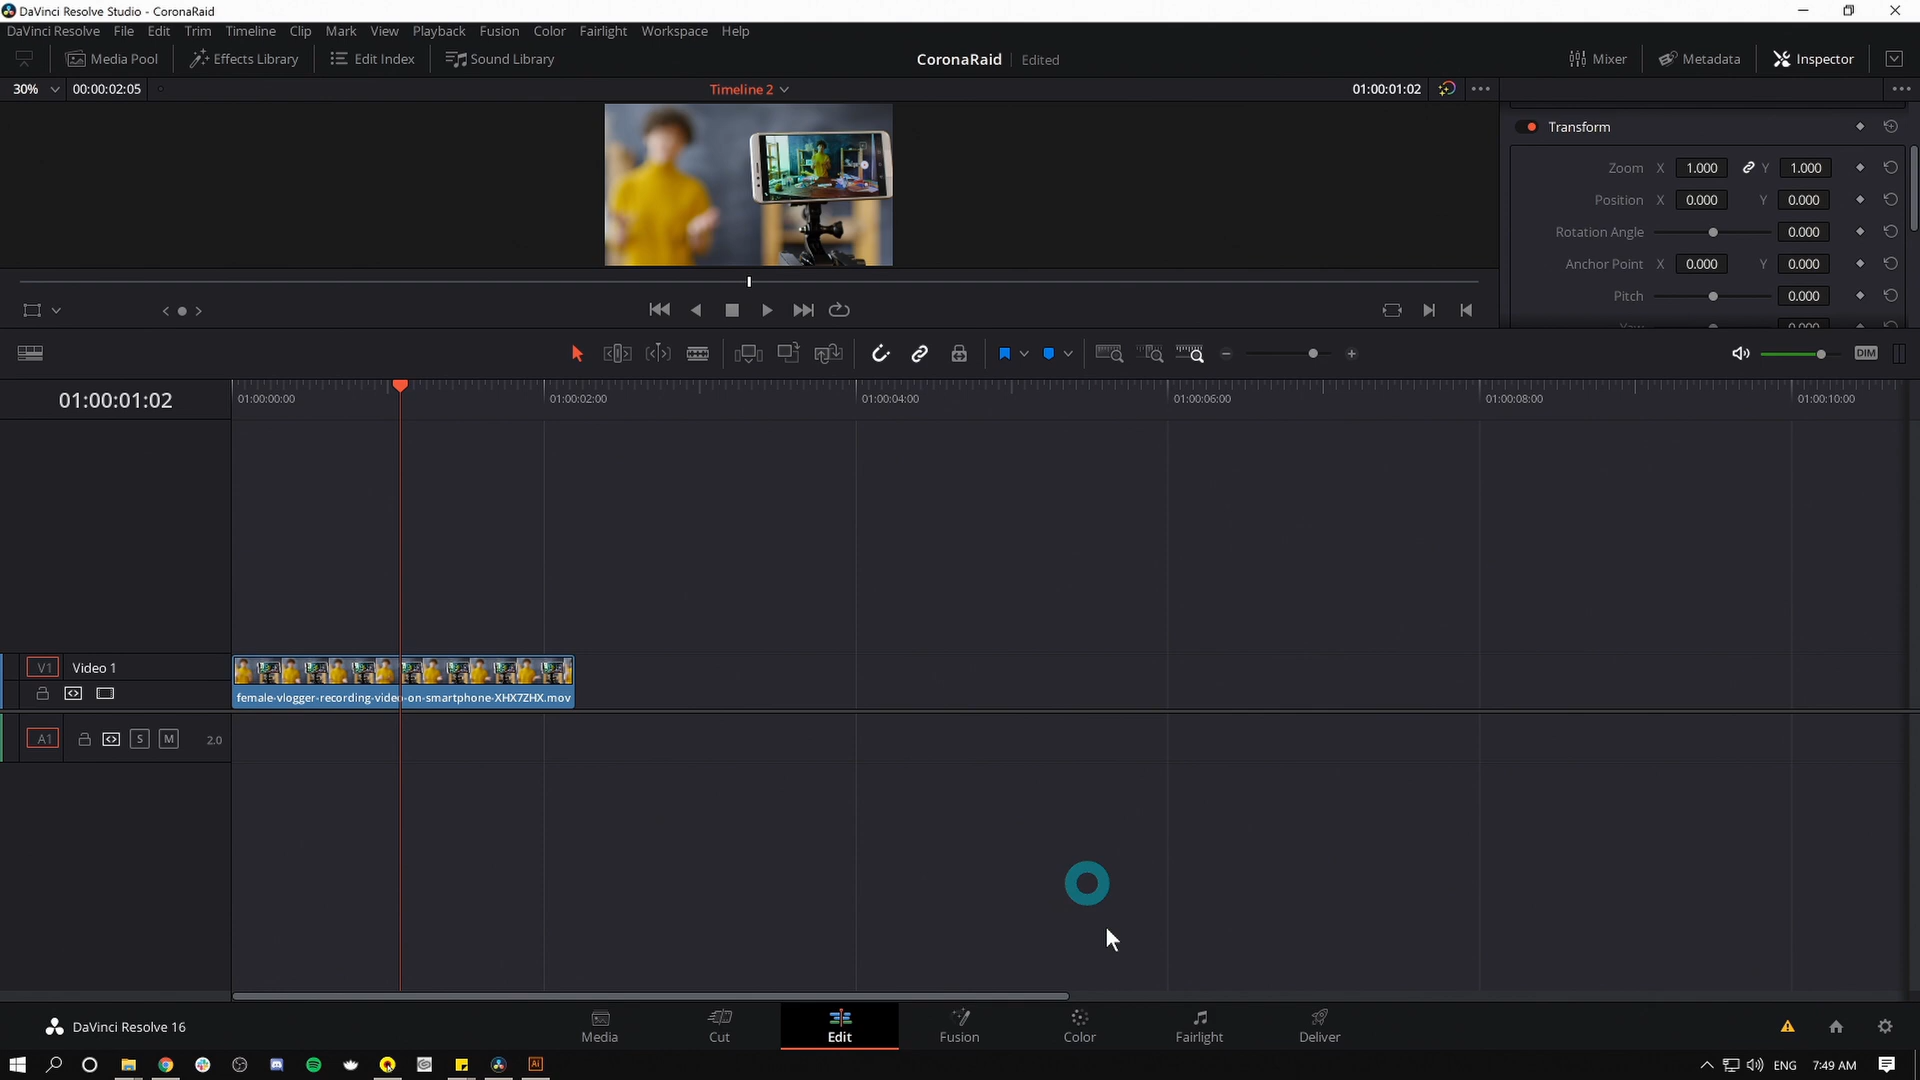 DaVinci Resolve Studio - CoronaRaid
DaVinci Resolve File Edit Trim Timeline Clip Mark View Playback Fusion Color Fairlight Workspace Help
Media Pool Effects Library Edit Index Sound Library CoronaRaid Edited Mixer Metadata Inspector
30% 00:00:02:05 Timeline 2 01:00:01:02
Transform
Zoom X 1.000 Y 1.000
Position X 0.000 Y 0.000
Rotation Angle 0.000
Anchor Point X 0.000 Y 0.000
Pitch 0.000
Yaw 0.000
DIM
01:00:01:02 01:00:00:00 01:00:02:00 01:00:04:00 01:00:06:00 01:00:08:00 01:00:10:00
V1 Video 1
female-vlogger-recording-video-on-smartphone-XHX7ZHX.mov
A1 S M 2.0
DaVinci Resolve 16
Media Cut Edit Fusion Color Fairlight Deliver
Ai ENG 7:49 AM